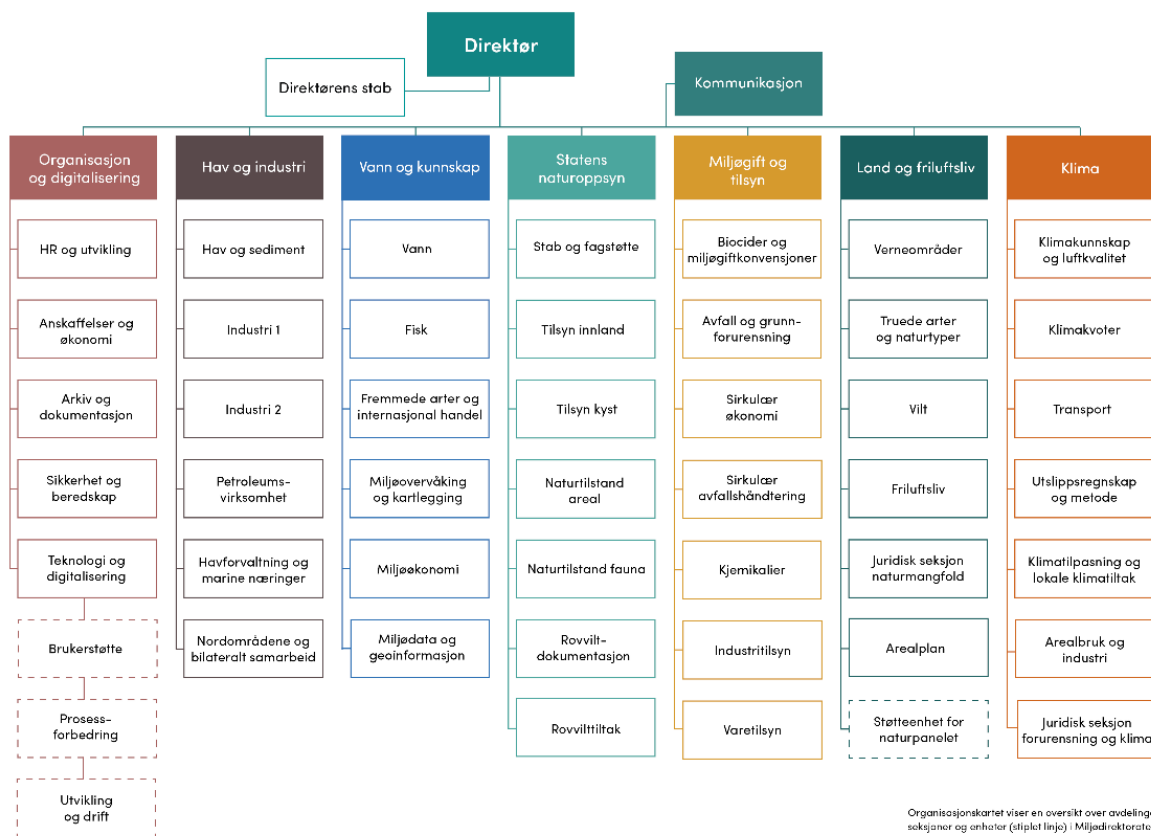 Direktør
Direktørens stab
Kommunikasjon
Organisasjon
og digitalisering
HR og utvikling
Anskaffelser og
økonomi
Arkiv og
dokumentasjon
Sikkerhet og
beredskap
Teknologi og
digitalisering
Brukerstøtte
Prosess-
forbedring
Utvikling
og drift
Hav og industri
Hav og sediment
Industri 1
Industri 2
Petroleums-
virksomhet
Havforvaltning og
marine næringer
Nordområdene og
bilateralt samarbeid
Vann og kunnskap
Vann
Fisk
Fremmede arter og
internasjonal handel
Miljøovervåking
og kartlegging
Miljøøkonomi
Miljødata og
geoinformasjon
Statens
naturoppsyn
Stab og fagstøtte
Tilsyn innland
Tilsyn kyst
Naturtilstand
areal
Naturtilstand fauna
Rovvilt-
dokumentasjon
Rovvilttiltak
Miljøgift og
tilsyn
Biocider og
miljøgiftkonvensjoner
Avfall og grunn-
forurensning
Sirkulær
økonomi
Sirkulær
avfallshåndtering
Kjemikalier
Industritilsyn
Varetilsyn
Land og friluftsliv
Verneområder
Truede arter
og naturtyper
Vilt
Friluftsliv
Juridisk seksjon
naturmangfold
Arealplan
Støtteenhet for
naturpanelet
Klima
Klimakunnskap
og luftkvalitet
Klimakvoter
Transport
Utslippsregnskap
og metode
Klimatilpasning og
lokale klimatiltak
Arealbruk og
industri
Juridisk seksjon
forurensning og klima
Organisasjonskartet viser en oversikt over avdelinge
seksjoner og enheter (stiplet linje) i Miljødirektorate